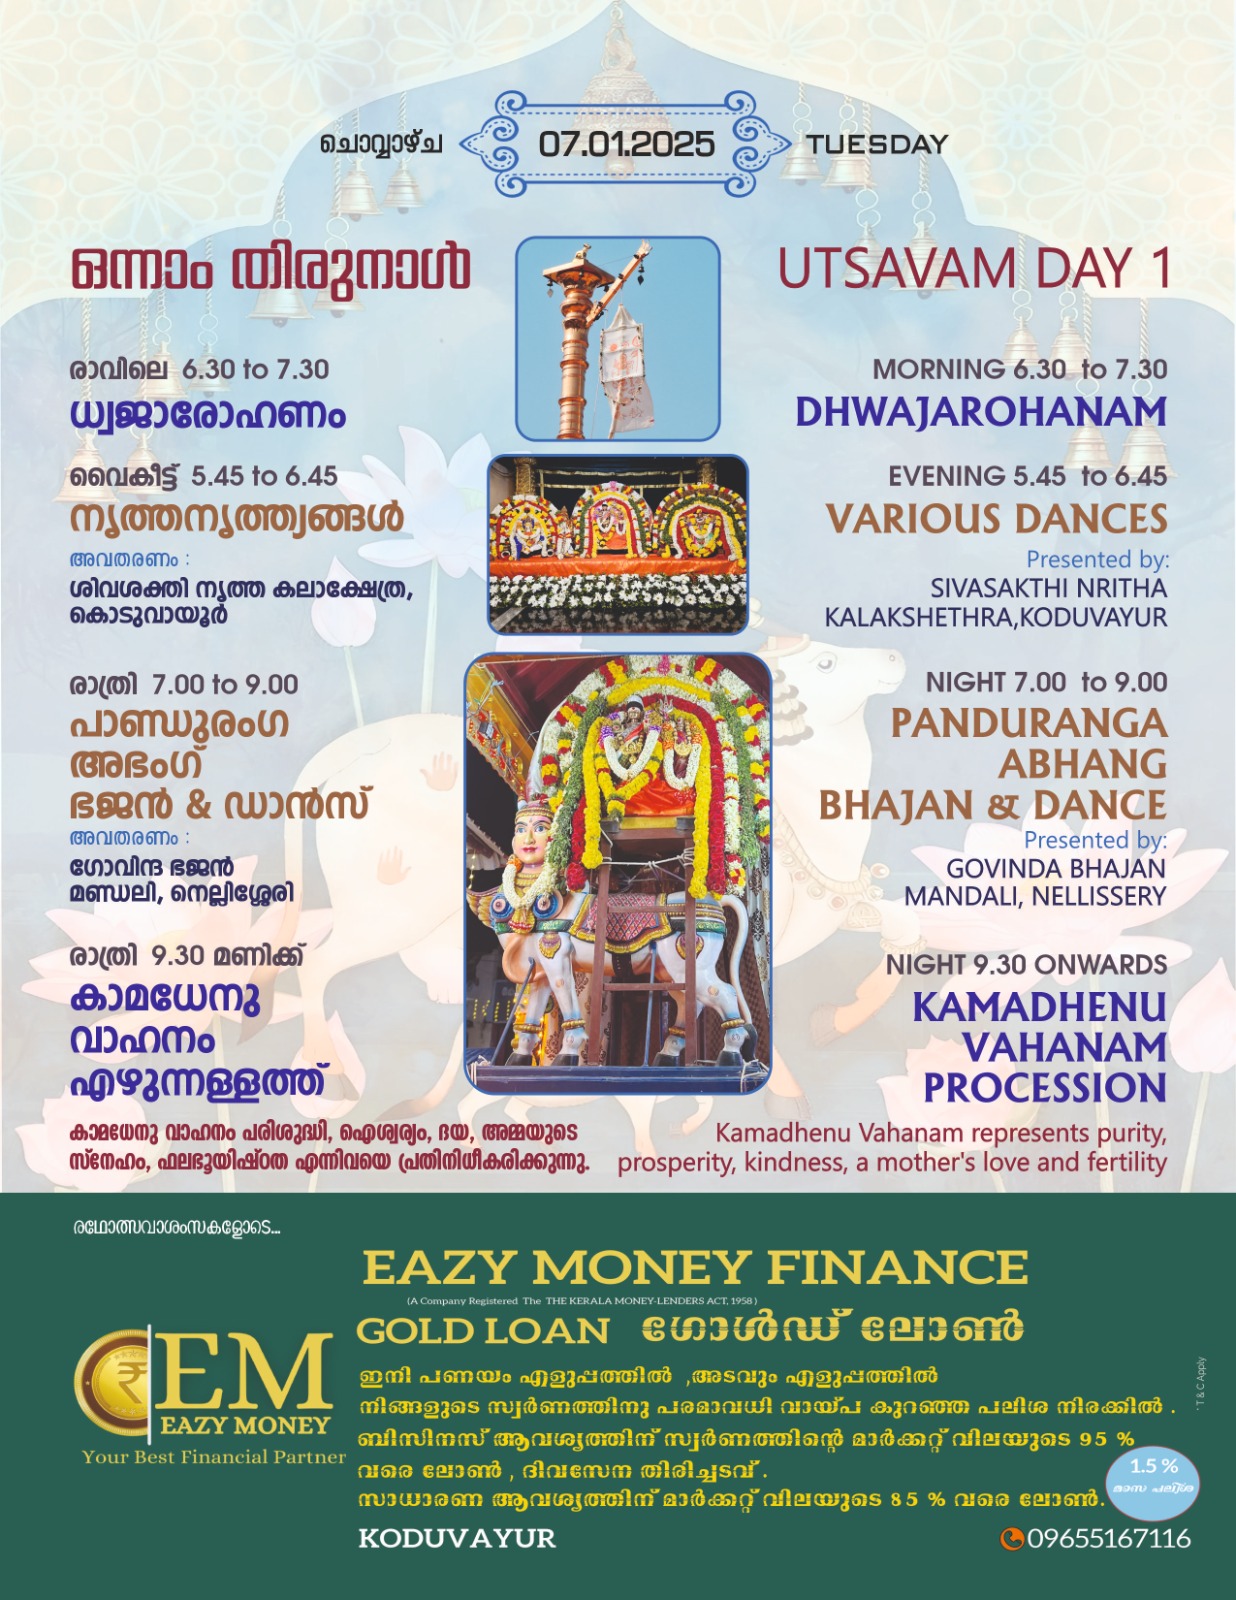 ചൊവ്വാഴ്ച 07.01.2025 TUESDAY
ഒന്നാം തിരുനാൾ
രാവിലെ 6.30 to 7.30
ധ്വജാരോഹണം
വൈകീട്ട് 5.45 to 6.45
നൃത്തനൃത്ത്യങ്ങൾ
അവതരണം :
ശിവശക്തി നൃത്ത കലാക്ഷേത്ര,
കൊടുവായൂർ
രാത്രി 7.00 to 9.00
പാണ്ഡുരംഗ
അഭംഗ്
ഭജൻ & ഡാൻസ്
അവതരണം :
ഗോവിന്ദ ഭജൻ
മണ്ഡലി, നെല്ലിശ്ശേരി
രാത്രി 9.30 മണിക്ക്
കാമധേനു
വാഹനം
എഴുന്നള്ളത്ത്
കാമധേനു വാഹനം പരിശുദ്ധി, ഐശ്വര്യം, ദയ, അമ്മയുടെ
സ്നേഹം, ഫലഭൂയിഷ്ഠത എന്നിവയെ പ്രതിനിധീകരിക്കുന്നു.
UTSAVAM DAY 1
MORNING 6.30 to 7.30
DHWAJAROHANAM
EVENING 5.45 to 6.45
VARIOUS DANCES
Presented by:
SIVASAKTHI NRITHA
KALAKSHETHRA,KODUVAYUR
NIGHT 7.00 to 9.00
PANDURANGA
ABHANG
BHAJAN & DANCE
Presented by:
GOVINDA BHAJAN
MANDALI, NELLISSERY
NIGHT 9.30 ONWARDS
KAMADHENU
VAHANAM
PROCESSION
Kamadhenu Vahanam represents purity,
prosperity, kindness, a mother's love and fertility
രഥോത്സവാശംസകളോടെ...
EAZY MONEY FINANCE
(A Company Registered The THE KERALA MONEY-LENDERS ACT, 1958)
GOLD LOAN ഗോൾഡ് ലോൺ
EM
EAZY MONEY
Your Best Financial Partner
ഇനി പണയം എളുപ്പത്തിൽ ,അടവും എളുപ്പത്തിൽ
നിങ്ങളുടെ സ്വർണത്തിനു പരമാവധി വായ്പ കുറഞ്ഞ പലിശ നിരക്കിൽ .
ബിസിനസ് ആവശ്യത്തിന് സ്വർണത്തിന്റെ മാർക്കറ്റ് വിലയുടെ 95 %
വരെ ലോൺ , ദിവസേന തിരിച്ചടവ് .
സാധാരണ ആവശ്യത്തിന് മാർക്കറ്റ് വിലയുടെ 85 % വരെ ലോൺ.
1.5 %
മാസ പലിശ
* T & C Apply
KODUVAYUR 09655167116